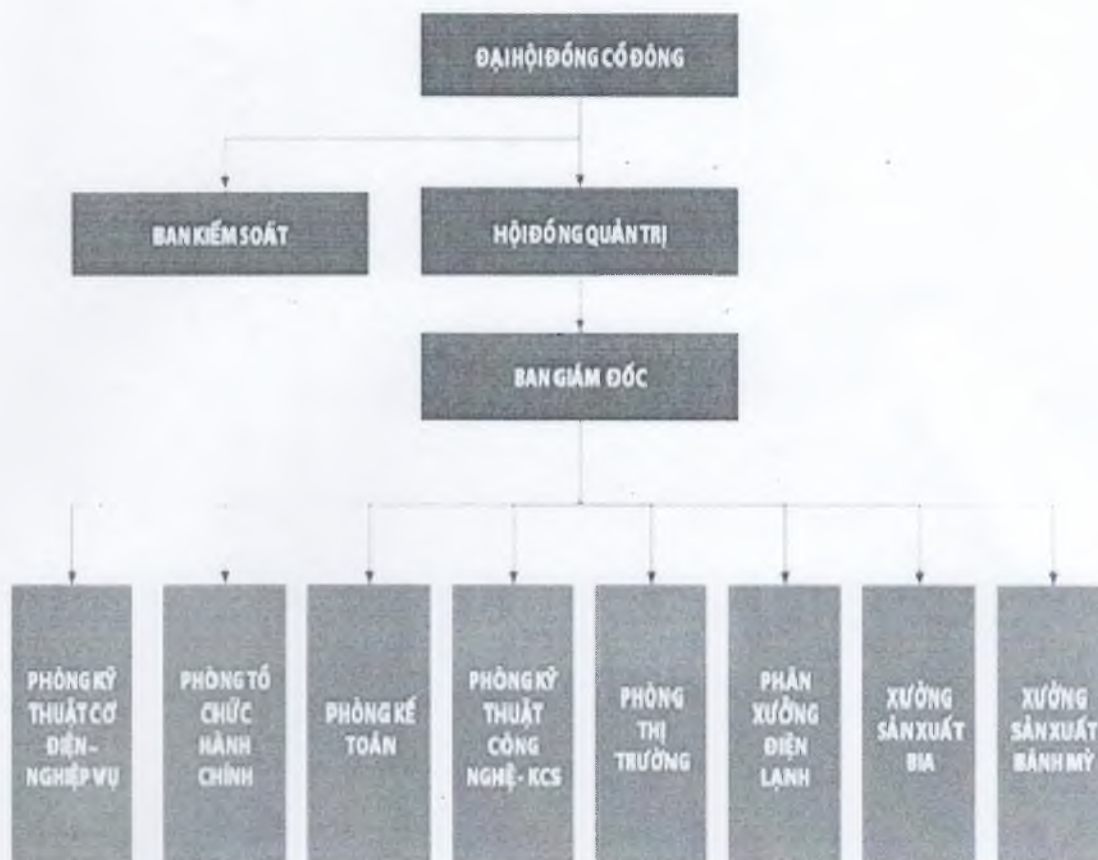 ĐẠI HỘI ĐỒNG CỔ ĐÔNG
BAN KIỂM SOÁT
HỘI ĐỒNG QUẢN TRỊ
BAN GIÁM ĐỐC
PHÒNG KỸ
THUẬT CƠ
ĐIỆN–
NGHIỆP VỤ
PHÒNG TỔ
CHỨC
HÀNH
CHÍNH
PHÒNG KẾ
TOÁN
PHÒNG KỸ
THUẬT
CÔNG
NGHỆ - KCS
PHÒNG
THỊ
TRƯỜNG
PHÂN
XƯỞNG
ĐIỆN
LẠNH
XƯỞNG
SẢN XUẤT
BIA
XƯỞNG
SẢN XUẤT
BÁNH MỲ